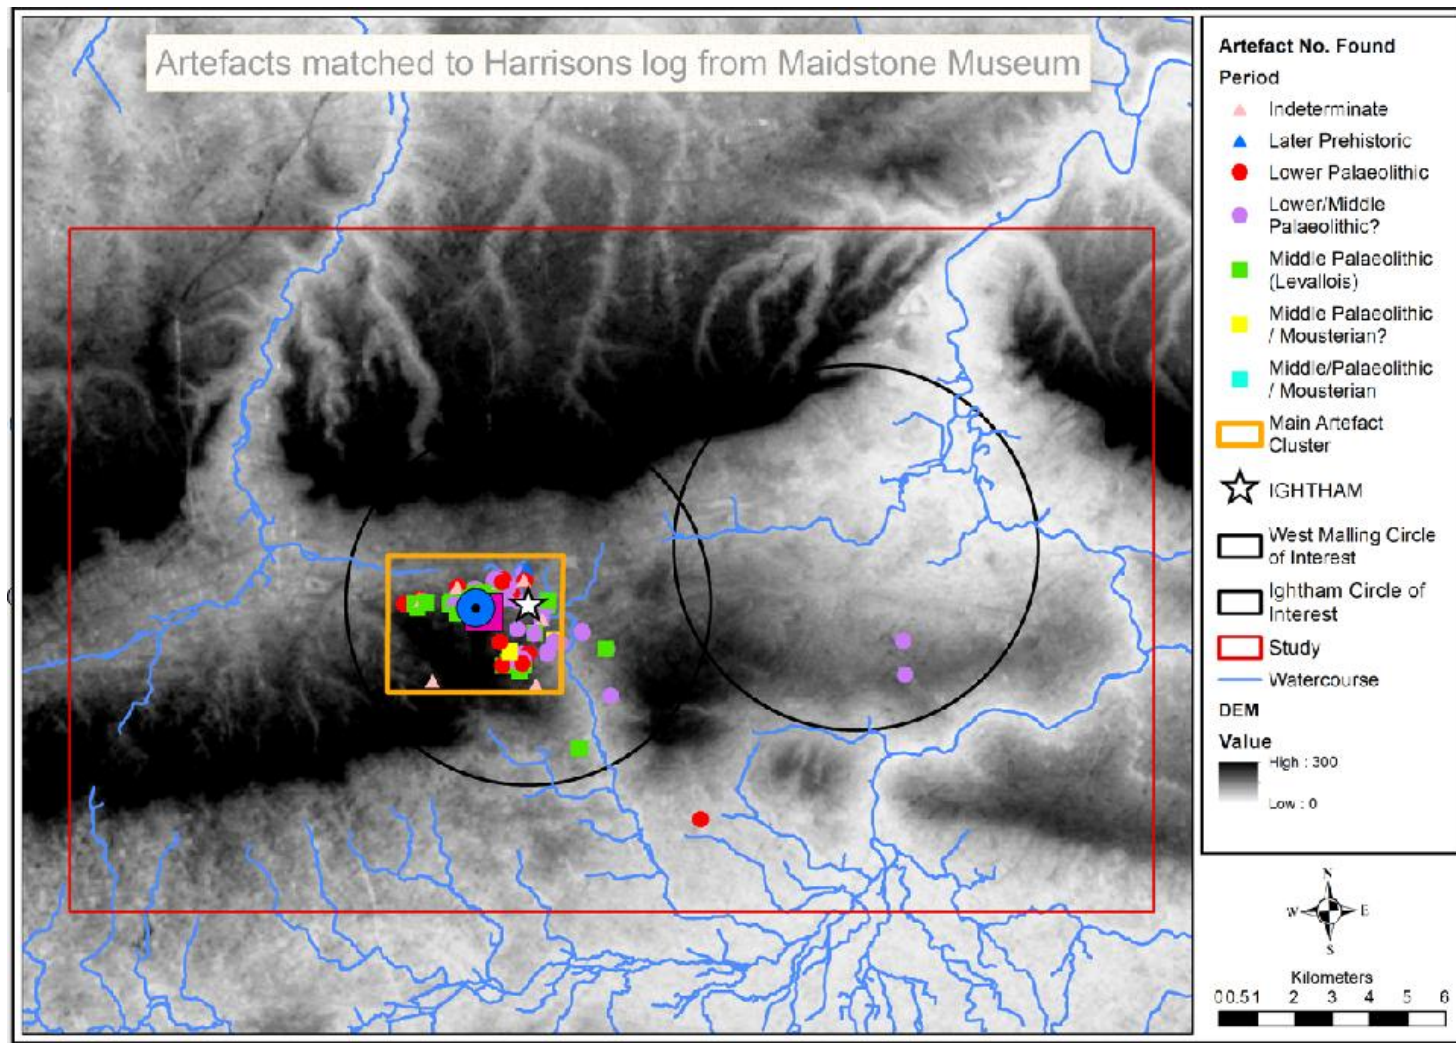 Artefacts matched to Harrisons log from Maidstone Museum
Artefact No. Found
Period
Indeterminate
Later Prehistoric
Lower Palaeolithic
Lower/Middle
Palaeolithic?
Middle Palaeolithic
(Levallois)
Middle Palaeolithic
/ Mousterian?
Middle/Palaeolithic
/ Mousterian
Main Artefact
Cluster
IGHTHAM
West Malling Circle
of Interest
Ightham Circle of
Interest
Study
Watercourse
DEM
Value
High : 300
Low : 0
N
W E
S
Kilometers
0 0.5 1 2 3 4 5 6